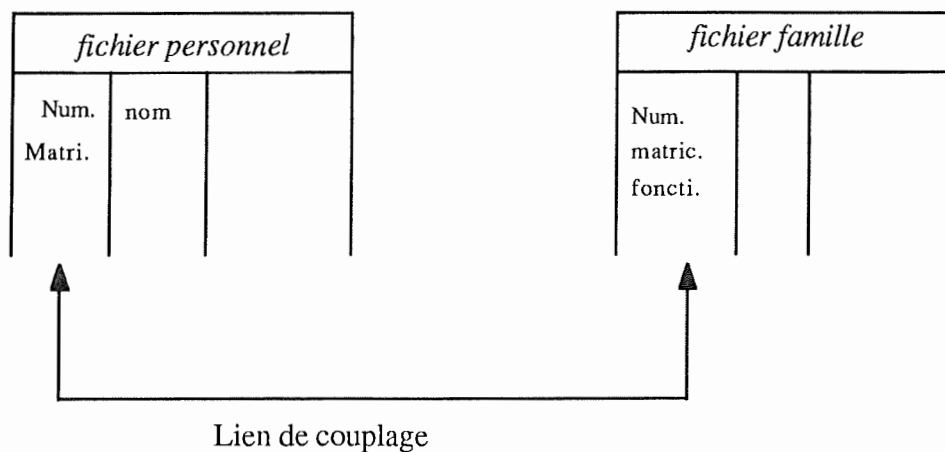 fichier personnel
Num. nom
Matri.
fichier famille
Num.
matric.
foncti.
Lien de couplage